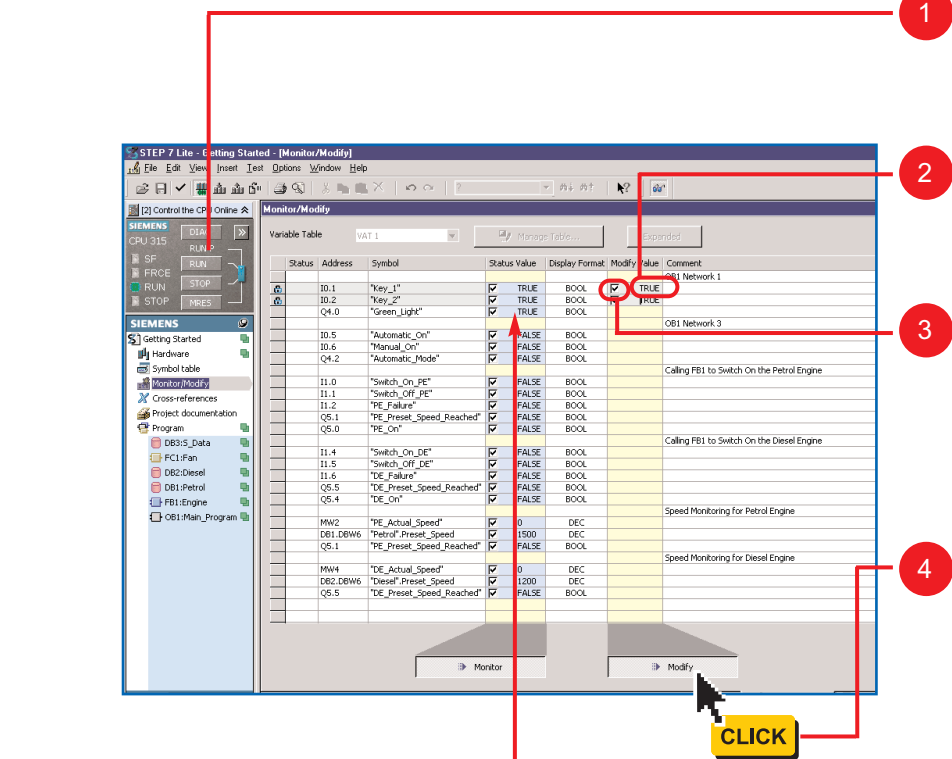 1
STEP 7 Lite - Getting Started - [Monitor/Modify]
File Edit View Insert Test Options Window Help
?
2
[2] Control the CPU Online
Monitor/Modify
SIEMENS
CPU 315
DIAG
RUN-P
RUN
STOP
MRES
SF
FRCE
RUN
STOP
Variable Table VAT 1 Manage Table... Expanded
Status Address Symbol Status Value Display Format Modify Value Comment
OB1 Network 1
I0.1 "Key_1" TRUE BOOL TRUE
I0.2 "Key_2" TRUE BOOL TRUE
Q4.0 "Green_Light" TRUE BOOL
3
OB1 Network 3
I0.5 "Automatic_On" FALSE BOOL
I0.6 "Manual_On" FALSE BOOL
Q4.2 "Automatic_Mode" FALSE BOOL
Calling FB1 to Switch On the Petrol Engine
I1.0 "Switch_On_PE" FALSE BOOL
I1.1 "Switch_Off_PE" FALSE BOOL
I1.2 "PE_Failure" FALSE BOOL
Q5.1 "PE_Preset_Speed_Reached" FALSE BOOL
Q5.0 "PE_On" FALSE BOOL
Calling FB1 to Switch On the Diesel Engine
I1.4 "Switch_On_DE" FALSE BOOL
I1.5 "Switch_Off_DE" FALSE BOOL
I1.6 "DE_Failure" FALSE BOOL
Q5.5 "DE_Preset_Speed_Reached" FALSE BOOL
Q5.4 "DE_On" FALSE BOOL
Speed Monitoring for Petrol Engine
MW2 "PE_Actual_Speed" 0 DEC
DB1.DBW6 "Petrol".Preset_Speed 1500 DEC
Q5.1 "PE_Preset_Speed_Reached" FALSE BOOL
Speed Monitoring for Diesel Engine
MW4 "DE_Actual_Speed" 0 DEC
DB2.DBW6 "Diesel".Preset_Speed 1200 DEC
Q5.5 "DE_Preset_Speed_Reached" FALSE BOOL
SIEMENS
Getting Started
Hardware
Symbol table
Monitor/Modify
Cross-references
Project documentation
Program
DB3:S_Data
FC1:Fan
DB2:Diesel
DB1:Petrol
FB1:Engine
OB1:Main_Program
4
Monitor
Modify
CLICK